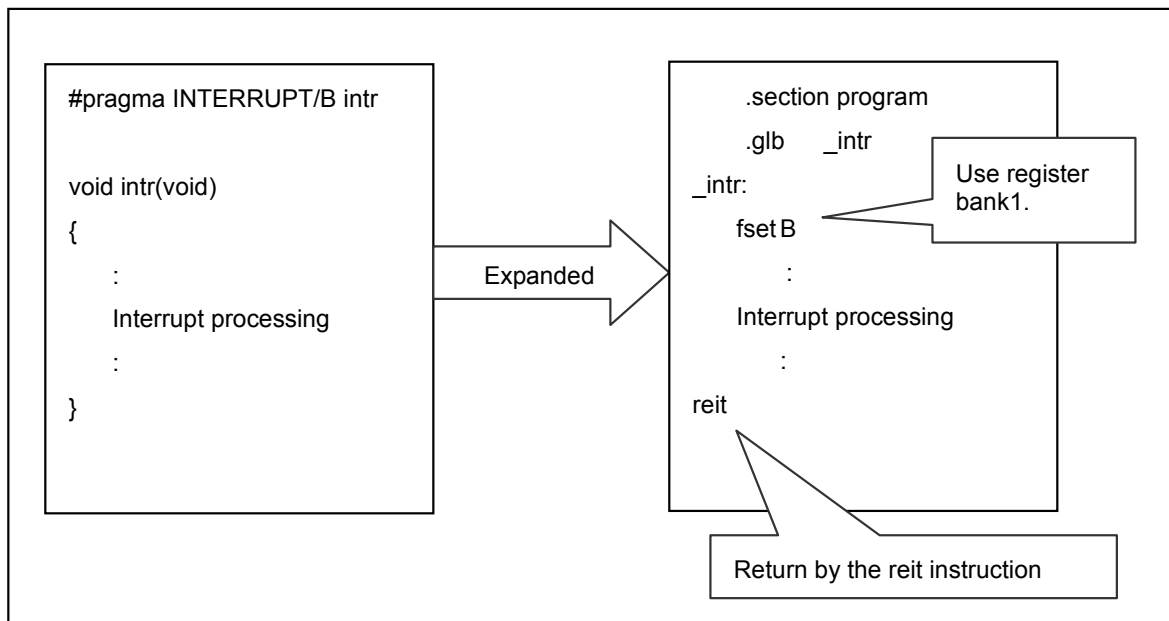 #pragma INTERRUPT/B intr
void intr(void)
{
:
Interrupt processing
:
}
Expanded
.section program
.glb _intr
_intr:
fset B
:
Interrupt processing
:
reit
Use register
bank1.
Return by the reit instruction